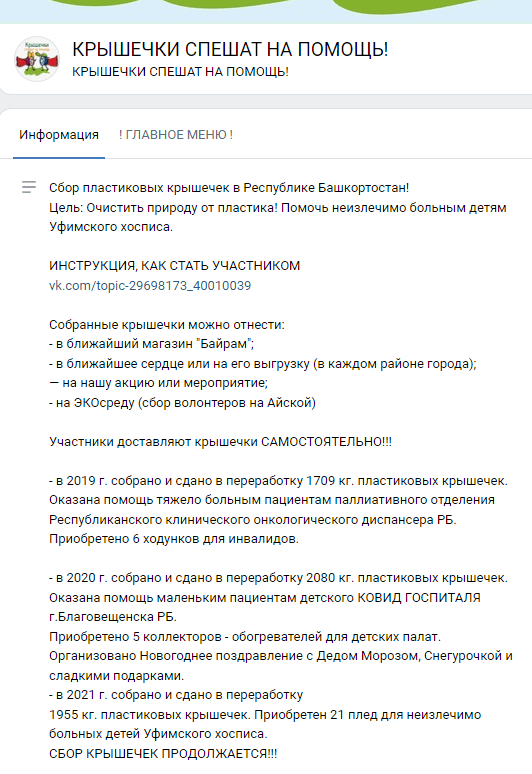 КРЫШЕЧКИ СПЕШАТ НА ПОМОЩЬ!
КРЫШЕЧКИ СПЕШАТ НА ПОМОЩЬ!
Информация
! ГЛАВНОЕ МЕНЮ !
Сбор пластиковых крышечек в Республике Башкортостан!
Цель: Очистить природу от пластика! Помочь неизлечимо больным детям
Уфимского хосписа.
ИНСТРУКЦИЯ, КАК СТАТЬ УЧАСТНИКОМ
vk.com/topic-29698173_40010039
Собранные крышечки можно отнести:
- в ближайший магазин "Байрам";
- в ближайшее сердце или на его выгрузку (в каждом районе города);
— на нашу акцию или мероприятие;
- на ЭКОсреду (сбор волонтеров на Айской)
Участники доставляют крышечки САМОСТОЯТЕЛЬНО!!!
- в 2019 г. собрано и сдано в переработку 1709 кг. пластиковых крышечек.
Оказана помощь тяжело больным пациентам паллиативного отделения
Республиканского клинического онкологического диспансера РБ.
Приобретено 6 ходунков для инвалидов.
- в 2020 г. собрано и сдано в переработку 2080 кг. пластиковых крышечек.
Оказана помощь маленьким пациентам детского КОВИД ГОСПИТАЛЯ
г.Благовещенска РБ.
Приобретено 5 коллекторов - обогревателей для детских палат.
Организовано Новогоднее поздравление с Дедом Морозом, Снегурочкой и
сладкими подарками.
- в 2021 г. собрано и сдано в переработку
1955 кг. пластиковых крышечек. Приобретен 21 плед для неизлечимо
больных детей Уфимского хосписа.
СБОР КРЫШЕЧЕК ПРОДОЛЖАЕТСЯ!!!